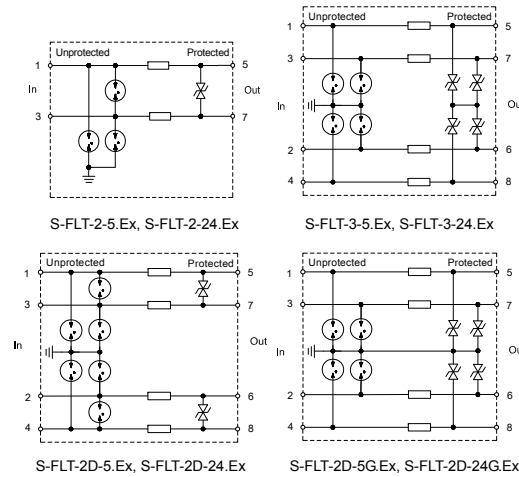 Unprotected Protected
1 5
In Out
3 7
S-FLT-2-5.Ex, S-FLT-2-24.Ex
Unprotected Protected
1 5
3 7
In Ou
2 6
4 8
S-FLT-3-5.Ex, S-FLT-3-24.Ex
Unprotected Protected
1 5
3 7
In Out
2 6
4 8
S-FLT-2D-5.Ex, S-FLT-2D-24.Ex
Unprotected Protected
1 5
3 7
In Ou
2 6
4 8
S-FLT-2D-5G.Ex, S-FLT-2D-24G.Ex